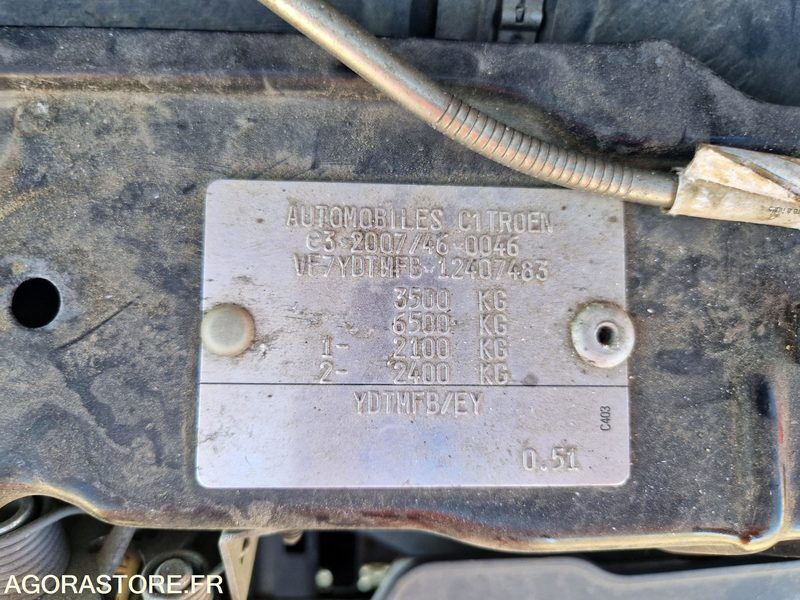 AUTOMOBILES C1TROEN
e3*2007/46*0046
VF7YDTMFB*12407483
3500 KG
6500 KG
1- 2100 KG
2- 2400 KG
YDTMFB/EY
C403
0.51
AGORASTORE.FR